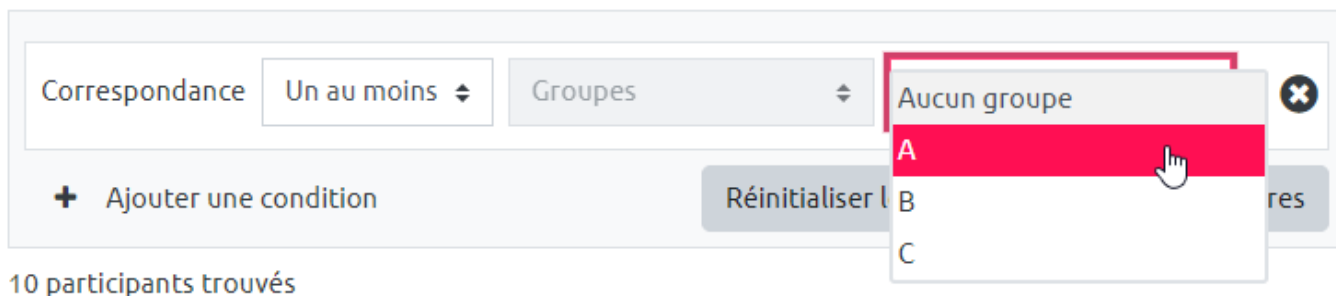 Correspondance Un au moins Groupes Aucun groupe
A
Ajouter une condition Réinitialiser B res
C
10 participants trouvés